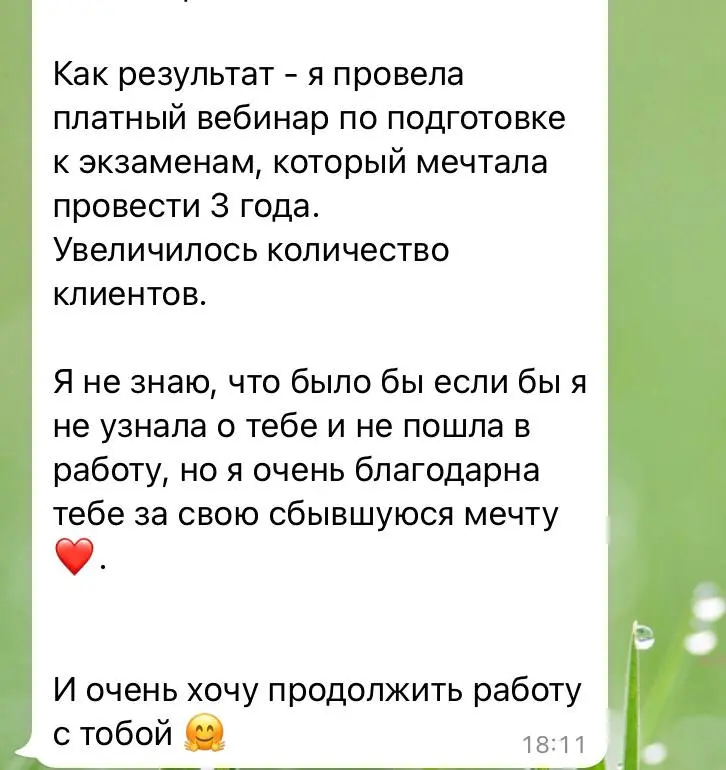 Как результат - я провела
платный вебинар по подготовке
к экзаменам, который мечтала
провести 3 года.
Увеличилось количество
клиентов.
Я не знаю, что было бы если бы я
не узнала о тебе и не пошла в
работу, но я очень благодарна
тебе за свою сбывшуюся мечту
❤️.
И очень хочу продолжить работу
с тобой 🤗
18:11